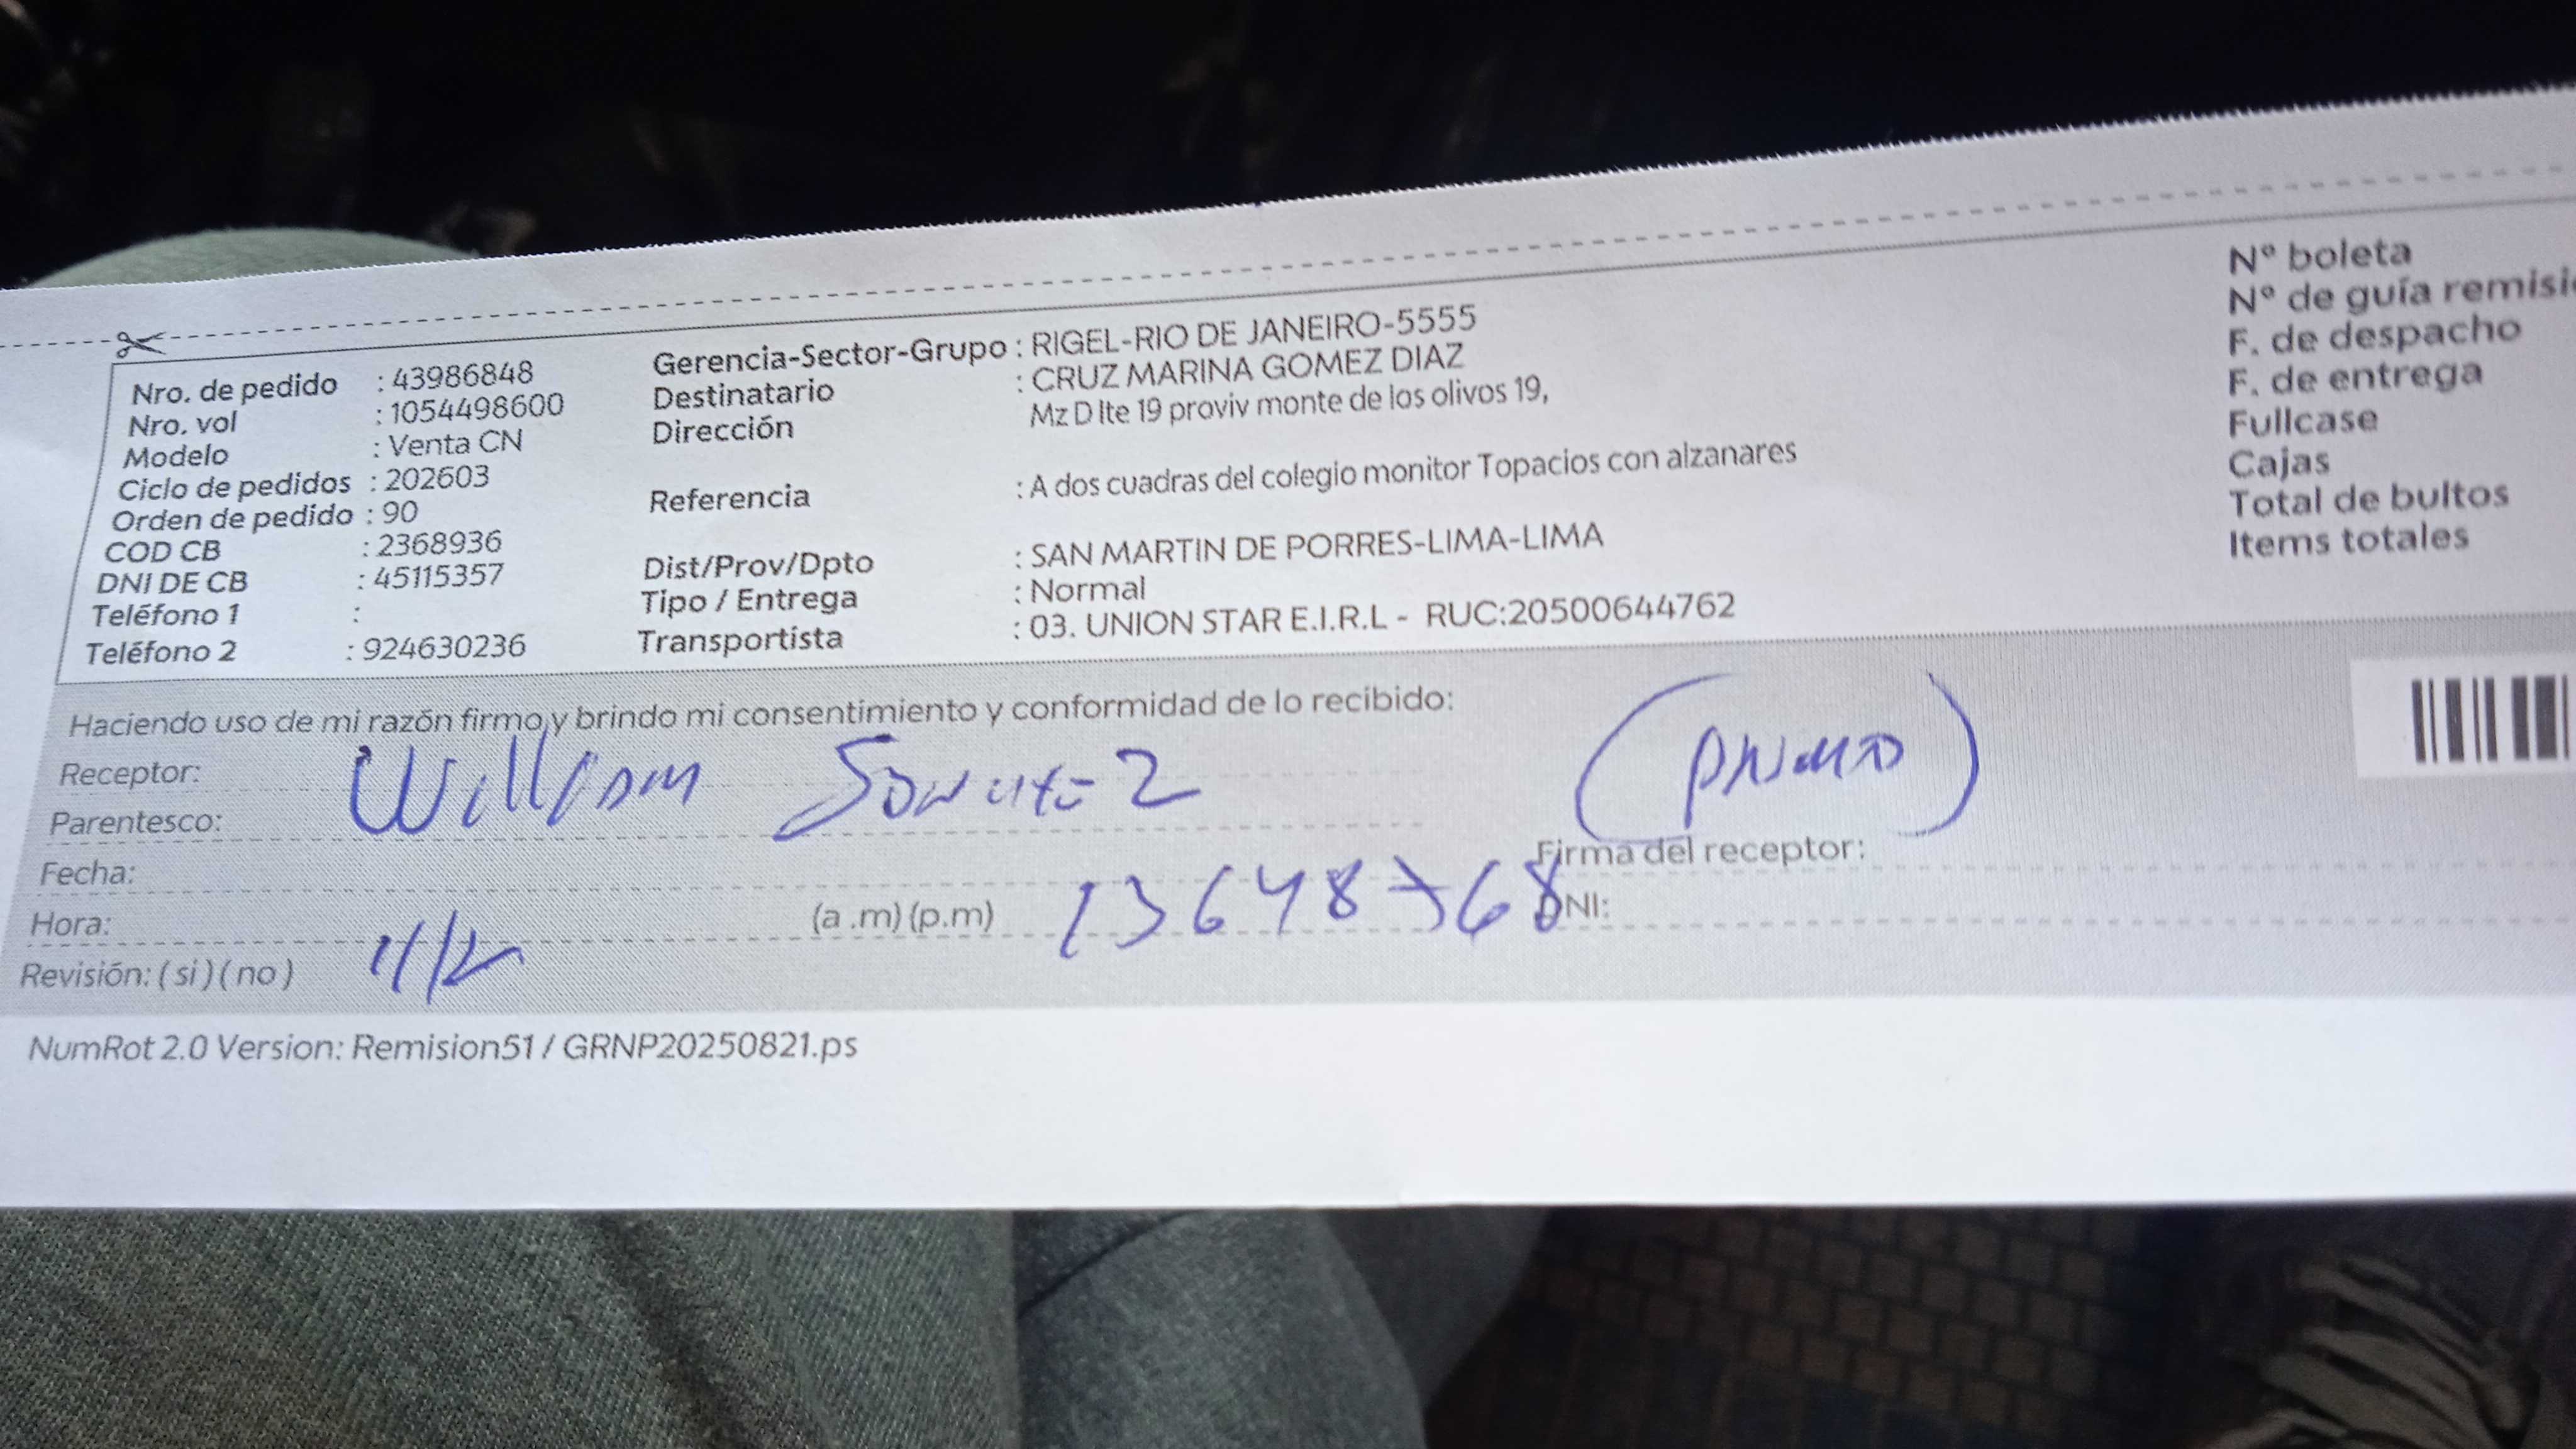 Nro. de pedido : 43986848
Nro. vol : 1054498600
Modelo : Venta CN
Ciclo de pedidos : 202603
Orden de pedido : 90
COD CB : 2368936
DNI DE CB : 45115357
Teléfono 1 :
Teléfono 2 : 924630236
Gerencia-Sector-Grupo : RIGEL-RIO DE JANEIRO-5555
Destinatario : CRUZ MARINA GOMEZ DIAZ
Dirección Mz D lte 19 proviv monte de los olivos 19,
Referencia : A dos cuadras del colegio monitor Topacios con alzanares
Dist/Prov/Dpto : SAN MARTIN DE PORRES-LIMA-LIMA
Tipo / Entrega : Normal
Transportista : 03. UNION STAR E.I.R.L - RUC:20500644762
Nº boleta
Nº de guía remisi
F. de despacho
F. de entrega
Fullcase
Cajas
Total de bultos
Items totales
Haciendo uso de mi razón firmo y brindo mi consentimiento y conformidad de lo recibido:
Receptor: William
Parentesco:
Fecha:
Hora: (a .m) (p.m) 13648768
Revisión: ( si ) ( no )
(primo)
Firma del receptor:
DNI:
NumRot 2.0 Version: Remision51 / GRNP20250821.ps